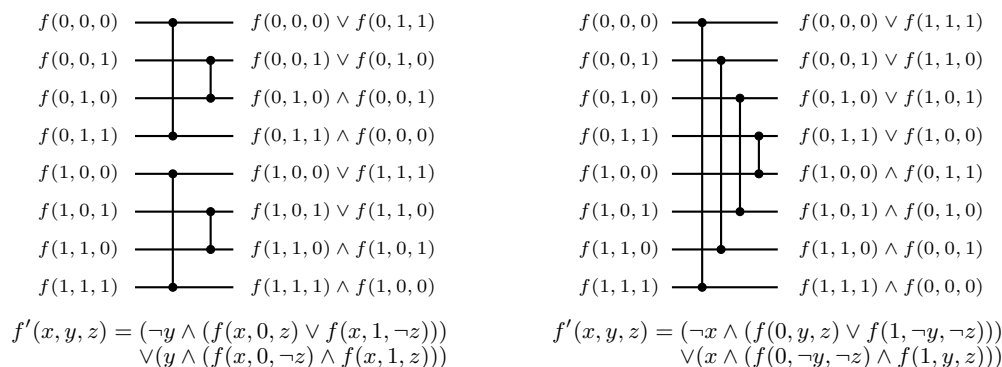 f(0, 0, 0) f(0, 0, 0) ∨ f(0, 1, 1)
f(0, 0, 1) f(0, 0, 1) ∨ f(0, 1, 0)
f(0, 1, 0) f(0, 1, 0) ∧ f(0, 0, 1)
f(0, 1, 1) f(0, 1, 1) ∧ f(0, 0, 0)
f(1, 0, 0) f(1, 0, 0) ∨ f(1, 1, 1)
f(1, 0, 1) f(1, 0, 1) ∨ f(1, 1, 0)
f(1, 1, 0) f(1, 1, 0) ∧ f(1, 0, 1)
f(1, 1, 1) f(1, 1, 1) ∧ f(1, 0, 0)
f′(x, y, z) = (¬y ∧ (f(x, 0, z) ∨ f(x, 1, ¬z)))
∨(y ∧ (f(x, 0, ¬z) ∧ f(x, 1, z)))
f(0, 0, 0) f(0, 0, 0) ∨ f(1, 1, 1)
f(0, 0, 1) f(0, 0, 1) ∨ f(1, 1, 0)
f(0, 1, 0) f(0, 1, 0) ∨ f(1, 0, 1)
f(0, 1, 1) f(0, 1, 1) ∨ f(1, 0, 0)
f(1, 0, 0) f(1, 0, 0) ∧ f(0, 1, 1)
f(1, 0, 1) f(1, 0, 1) ∧ f(0, 1, 0)
f(1, 1, 0) f(1, 1, 0) ∧ f(0, 0, 1)
f(1, 1, 1) f(1, 1, 1) ∧ f(0, 0, 0)
f′(x, y, z) = (¬x ∧ (f(0, y, z) ∨ f(1, ¬y, ¬z)))
∨(x ∧ (f(0, ¬y, ¬z) ∧ f(1, y, z)))